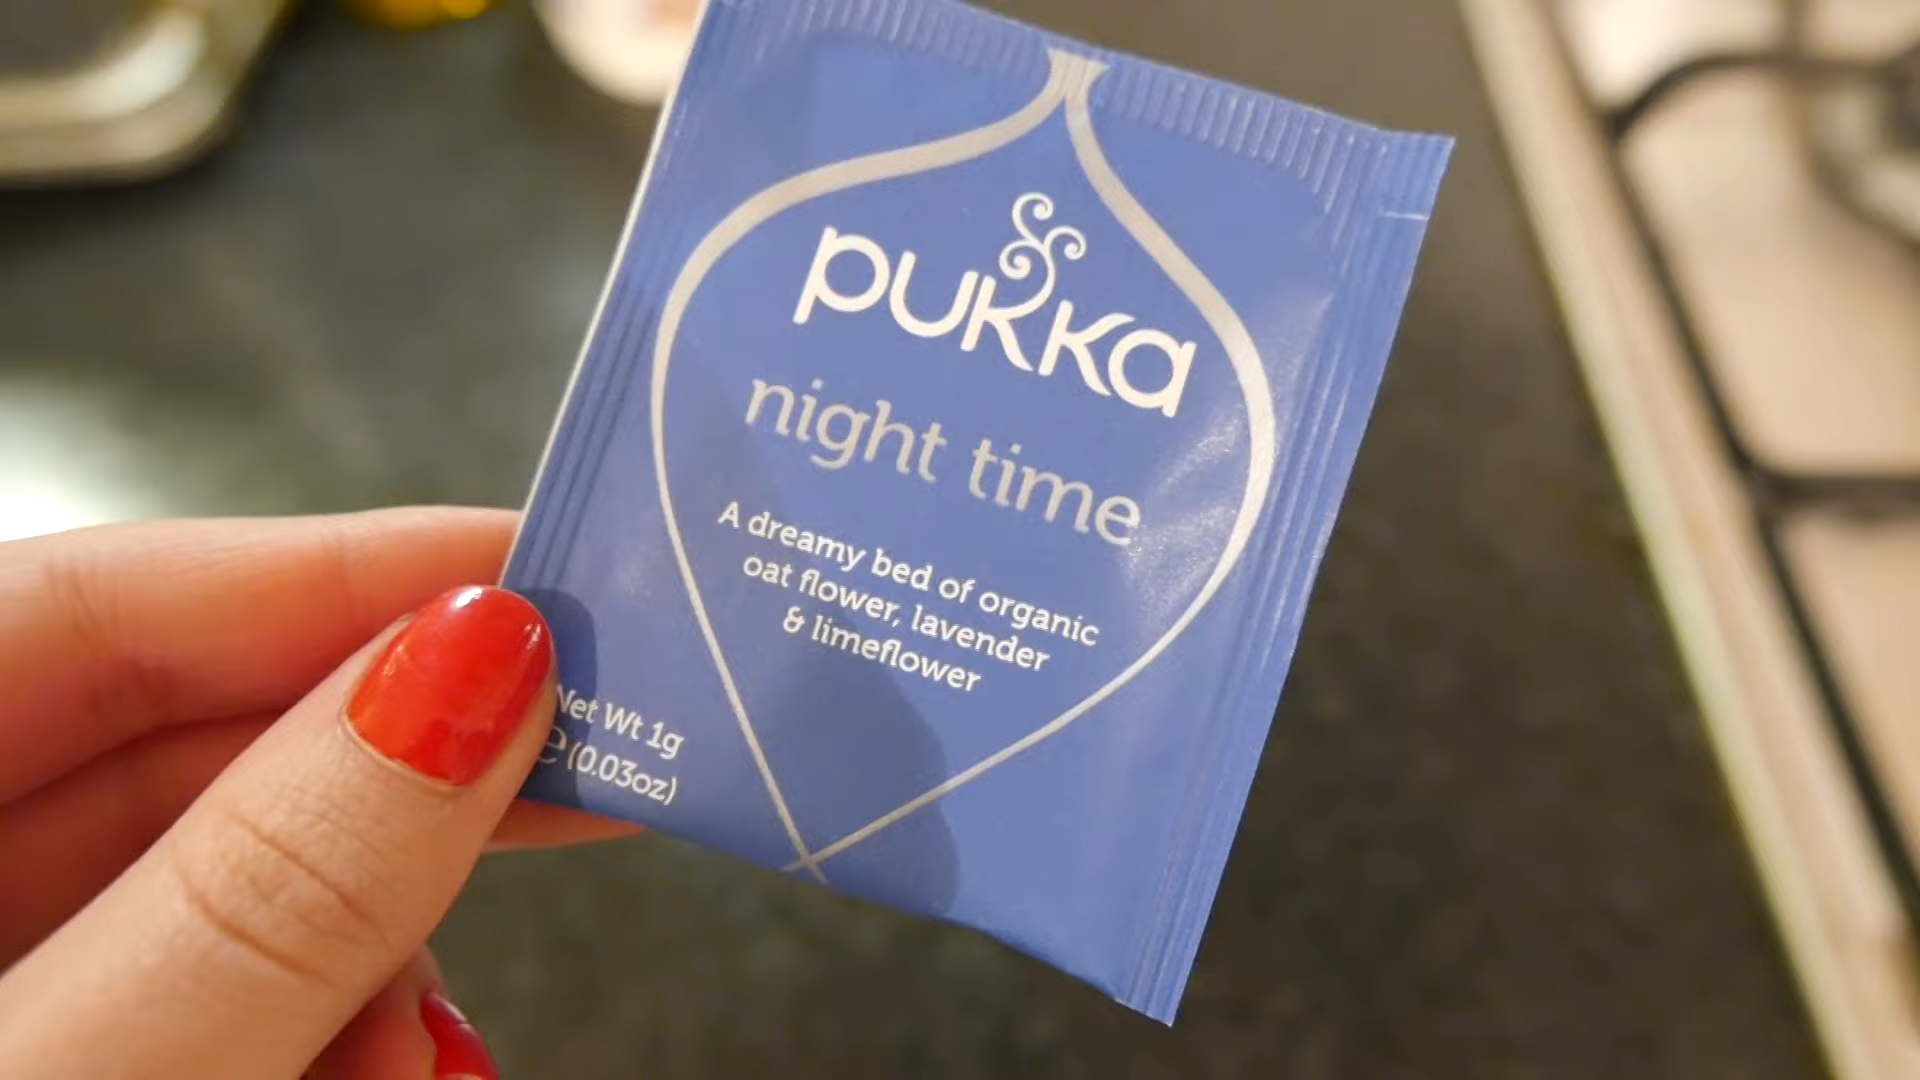 pukka
night time
A dreamy bed of organic
oat flower, lavender
& limeflower
Net Wt 1g
e (0.03oz)